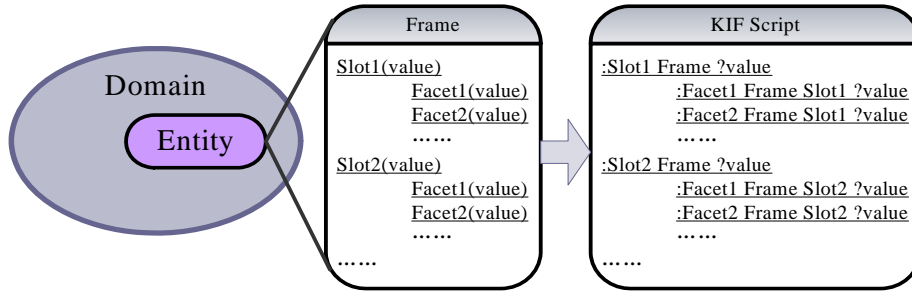 Domain
Entity
Frame
Slot1(value)
Facet1(value)
Facet2(value)
……
Slot2(value)
Facet1(value)
Facet2(value)
……
……
KIF Script
:Slot1 Frame ?value
:Facet1 Frame Slot1 ?value
:Facet2 Frame Slot1 ?value
……
:Slot2 Frame ?value
:Facet1 Frame Slot2 ?value
:Facet2 Frame Slot2 ?value
……
……